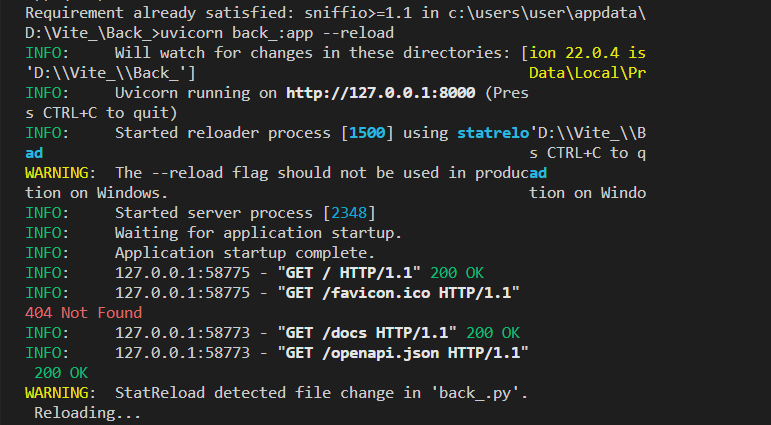 Requirement already satisfied: sniffio>=1.1 in c:\users\user\appdata\
D:\Vite_\Back_>uvicorn back_:app --reload
INFO:     Will watch for changes in these directories: [ion 22.0.4 is
'D:\\Vite_\\Back_']                                     Data\Local\Pr
INFO:     Uvicorn running on http://127.0.0.1:8000 (Pres
s CTRL+C to quit)
INFO:     Started reloader process [1500] using statrelo'D:\\Vite_\\B
ad                                                      s CTRL+C to q
WARNING:  The --reload flag should not be used in producad
tion on Windows.                                        tion on Windo
INFO:     Started server process [2348]
INFO:     Waiting for application startup.
INFO:     Application startup complete.
INFO:     127.0.0.1:58775 - "GET / HTTP/1.1" 200 OK
INFO:     127.0.0.1:58775 - "GET /favicon.ico HTTP/1.1"
404 Not Found
INFO:     127.0.0.1:58773 - "GET /docs HTTP/1.1" 200 OK
INFO:     127.0.0.1:58773 - "GET /openapi.json HTTP/1.1"
 200 OK
WARNING:  StatReload detected file change in 'back_.py'.
 Reloading...